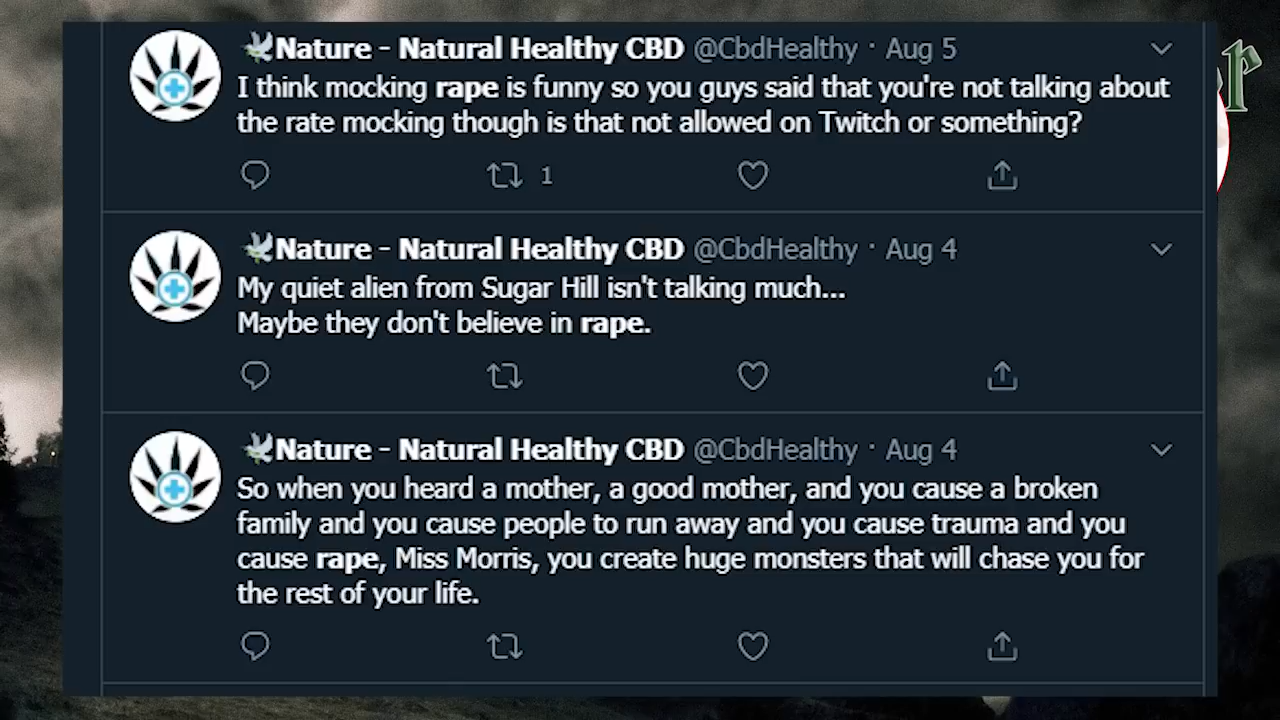 🕊Nature - Natural Healthy CBD @CbdHealthy · Aug 5
I think mocking rape is funny so you guys said that you're not talking about
the rate mocking though is that not allowed on Twitch or something?
1
🕊Nature - Natural Healthy CBD @CbdHealthy · Aug 4
My quiet alien from Sugar Hill isn't talking much...
Maybe they don't believe in rape.
🕊Nature - Natural Healthy CBD @CbdHealthy · Aug 4
So when you heard a mother, a good mother, and you cause a broken
family and you cause people to run away and you cause trauma and you
cause rape, Miss Morris, you create huge monsters that will chase you for
the rest of your life.